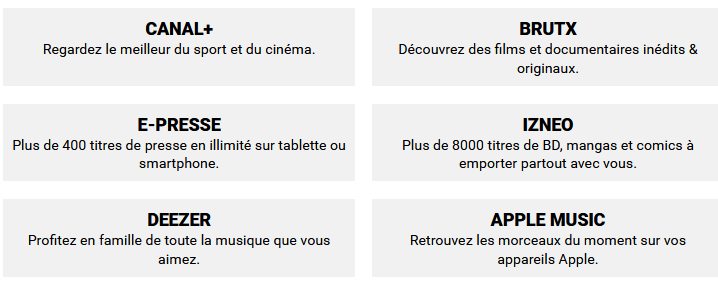 CANAL+
Regardez le meilleur du sport et du cinéma.
BRUTX
Découvrez des films et documentaires inédits &
originaux.
E-PRESSE
Plus de 400 titres de presse en illimité sur tablette ou
smartphone.
IZNEO
Plus de 8000 titres de BD, mangas et comics à
emporter partout avec vous.
DEEZER
Profitez en famille de toute la musique que vous
aimez.
APPLE MUSIC
Retrouvez les morceaux du moment sur vos
appareils Apple.